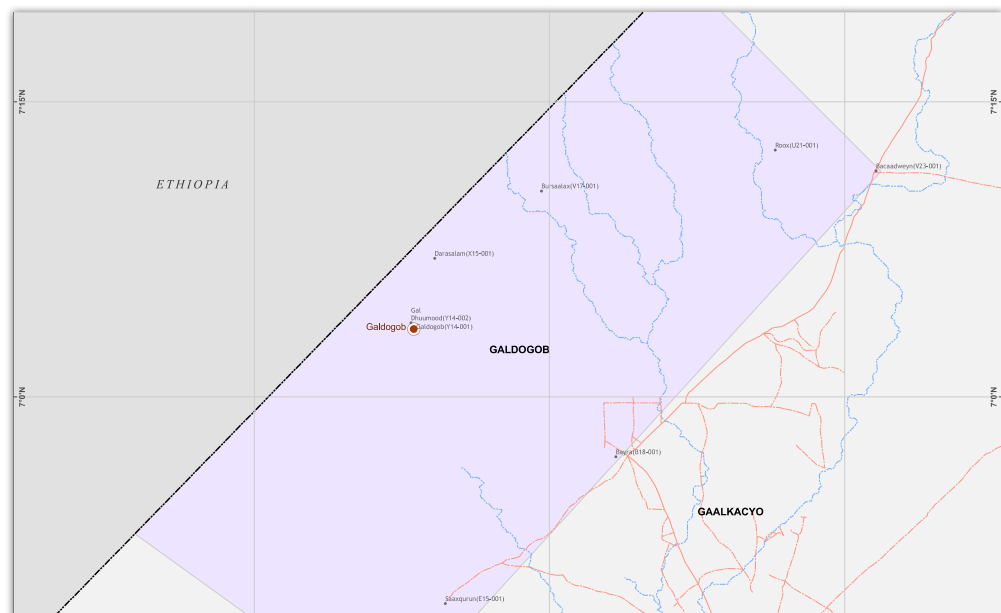 7°15'N
7°15'N
Roox(U21-001)
Bacaadweyn(V23-001)
ETHIOPIA
Bursaalax(V17-001)
Darasalam(X15-001)
Gal
Dhuumood(Y14-002)
Galdogob
Galdogob(Y14-001)
GALDOGOB
7°0'N
7°0'N
Bayra(B18-001)
GAALKACYO
Saaxqurun(E15-001)